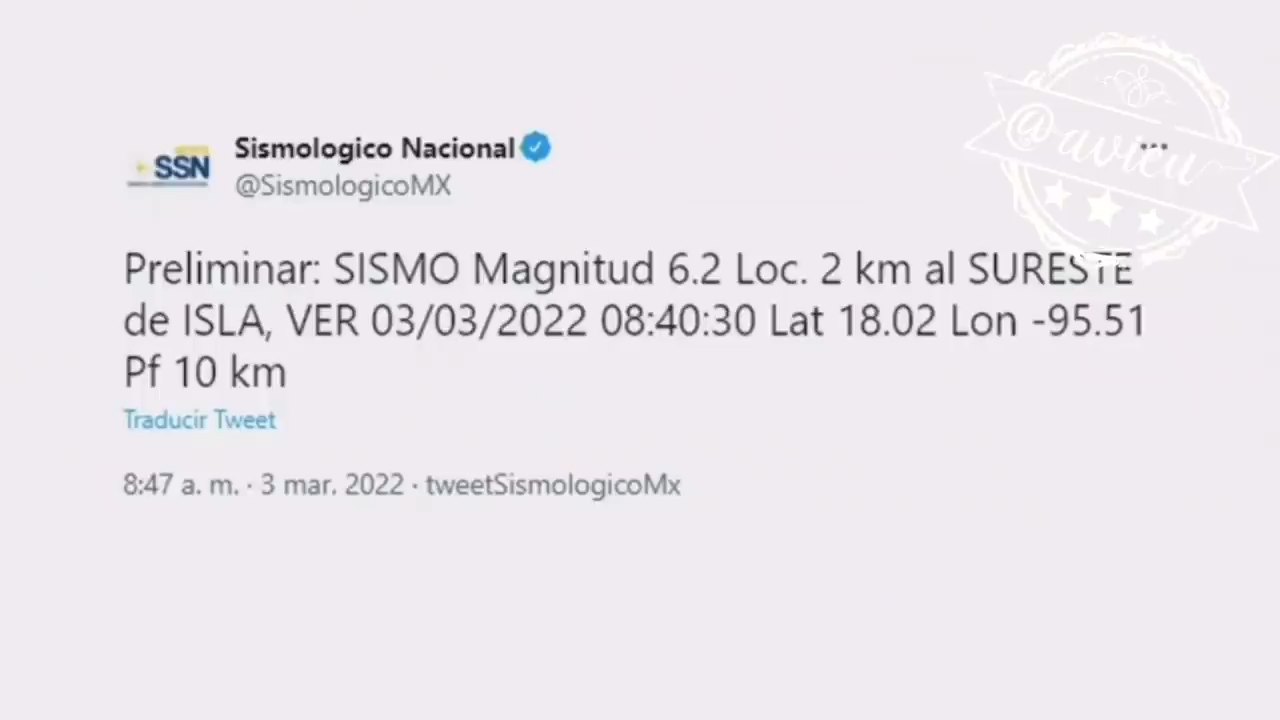 @avicu
SSN
Sismologico Nacional
@SismologicoMX
Preliminar: SISMO Magnitud 6.2 Loc. 2 km al SURESTE
de ISLA, VER 03/03/2022 08:40:30 Lat 18.02 Lon -95.51
Pf 10 km
Traducir Tweet
8:47 a. m. · 3 mar. 2022 · tweetSismologicoMx